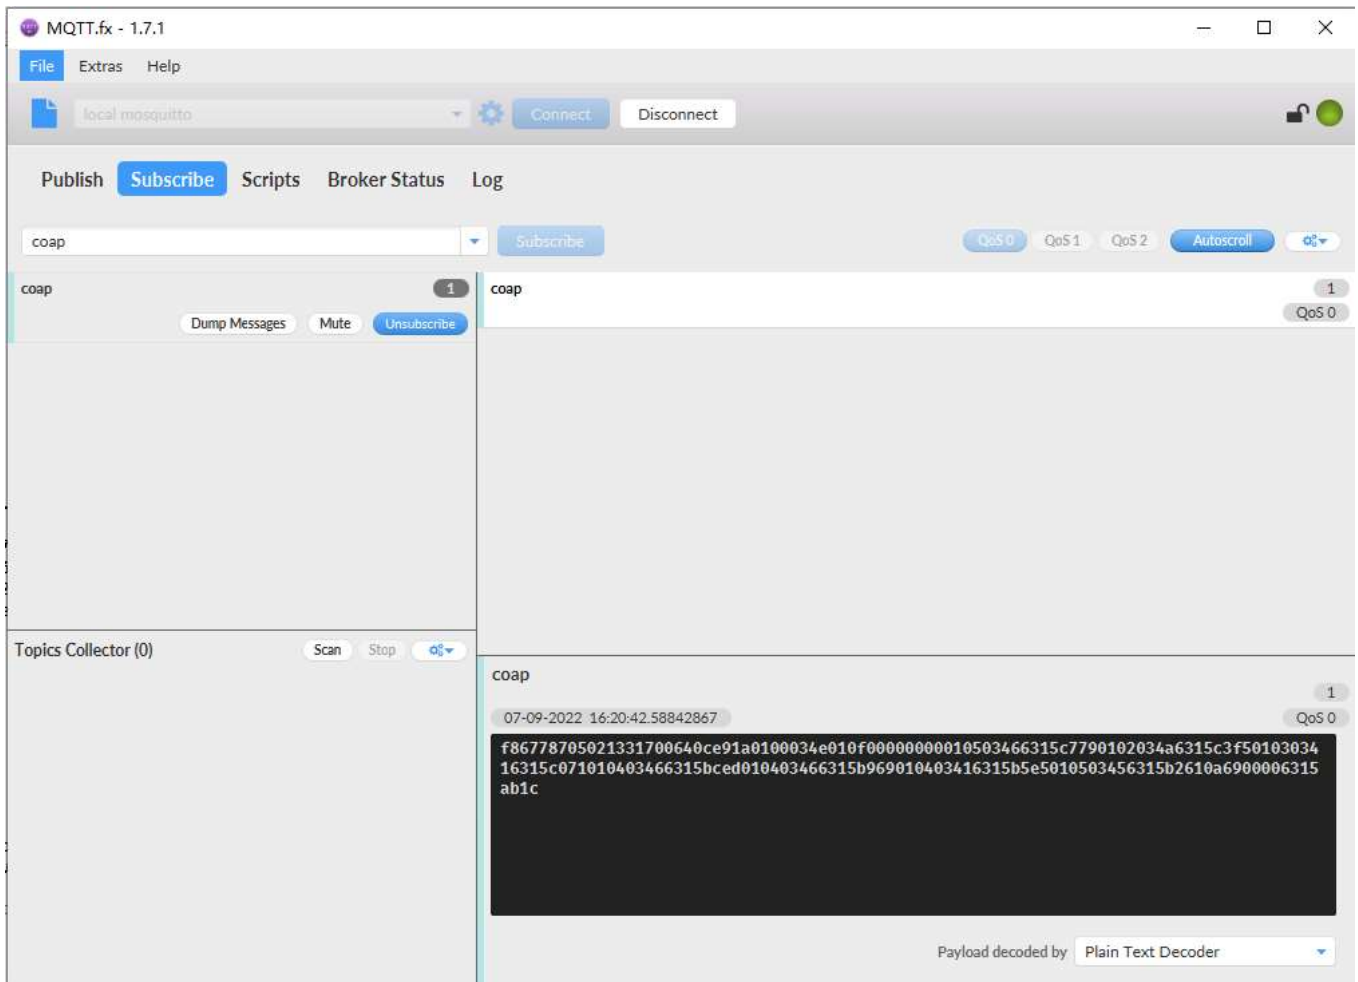 MQTT.fx - 1.7.1
File Extras Help
local mosquitto Connect Disconnect
Publish Subscribe Scripts Broker Status Log
coap Subscribe QoS 0 QoS 1 QoS 2 Autoscroll
coap 1
Dump Messages Mute Unsubscribe
coap 1
QoS 0
Topics Collector (0) Scan Stop
coap
1
07-09-2022 16:20:42.58842867 QoS 0
f86778705021331700640ce91a0100034e010f00000000010503466315c7790102034a6315c3f50103034
16315c071010403466315bced010403466315b969010403416315b5e5010503456315b2610a6900006315
ab1c
Payload decoded by Plain Text Decoder